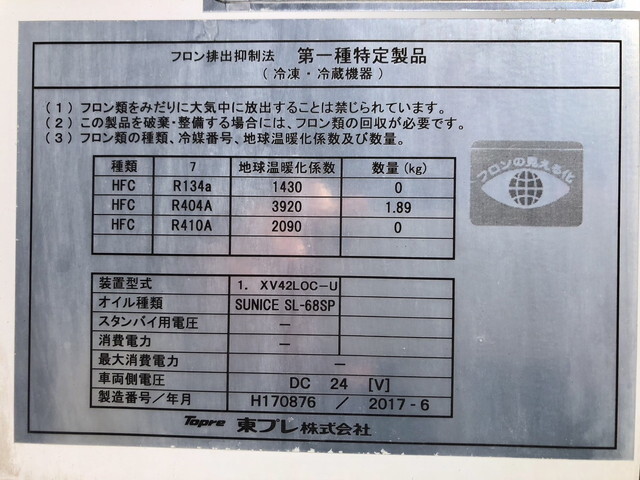 フロン排出抑制法 第一種特定製品
(冷凍・冷蔵機器)
(1) フロン類をみだりに大気中に放出することは禁じられています。
(2) この製品を破棄・整備する場合には、フロン類の回収が必要です。
(3) フロン類の種類、冷媒番号、地球温暖化係数及び数量。
種類 7 地球温暖化係数 数量(kg)
HFC R134a 1430 0
HFC R404A 3920 1.89
HFC R410A 2090 0
フロンの見える化
装置型式 1. XV42LOC-U
オイル種類 SUNICE SL-68SP
スタンバイ用電圧 —
消費電力 —
最大消費電力 —
車両側電圧 DC 24 [V]
製造番号/年月 H170876 / 2017-6
Topre 東プレ株式会社